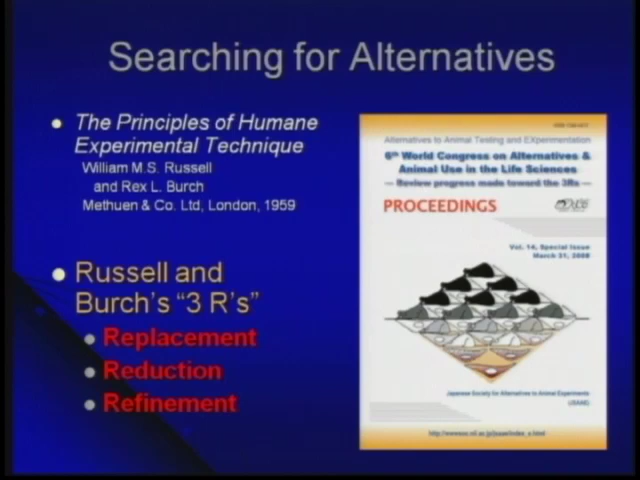 Searching for Alternatives
The Principles of Humane
Experimental Technique
William M.S. Russell
and Rex L. Burch
Methuen & Co. Ltd, London, 1959
Russell and
Burch's "3 R's"
Replacement
Reduction
Refinement
Alternatives to Animal Testing and EXperimentation
6th World Congress on Alternatives &
Animal Use in the Life Sciences
— Review progress made toward the 3Rs —
PROCEEDINGS
Vol. 14, Special Issue
March 31, 2008
Japanese Society for Alternatives to Animal Experiments